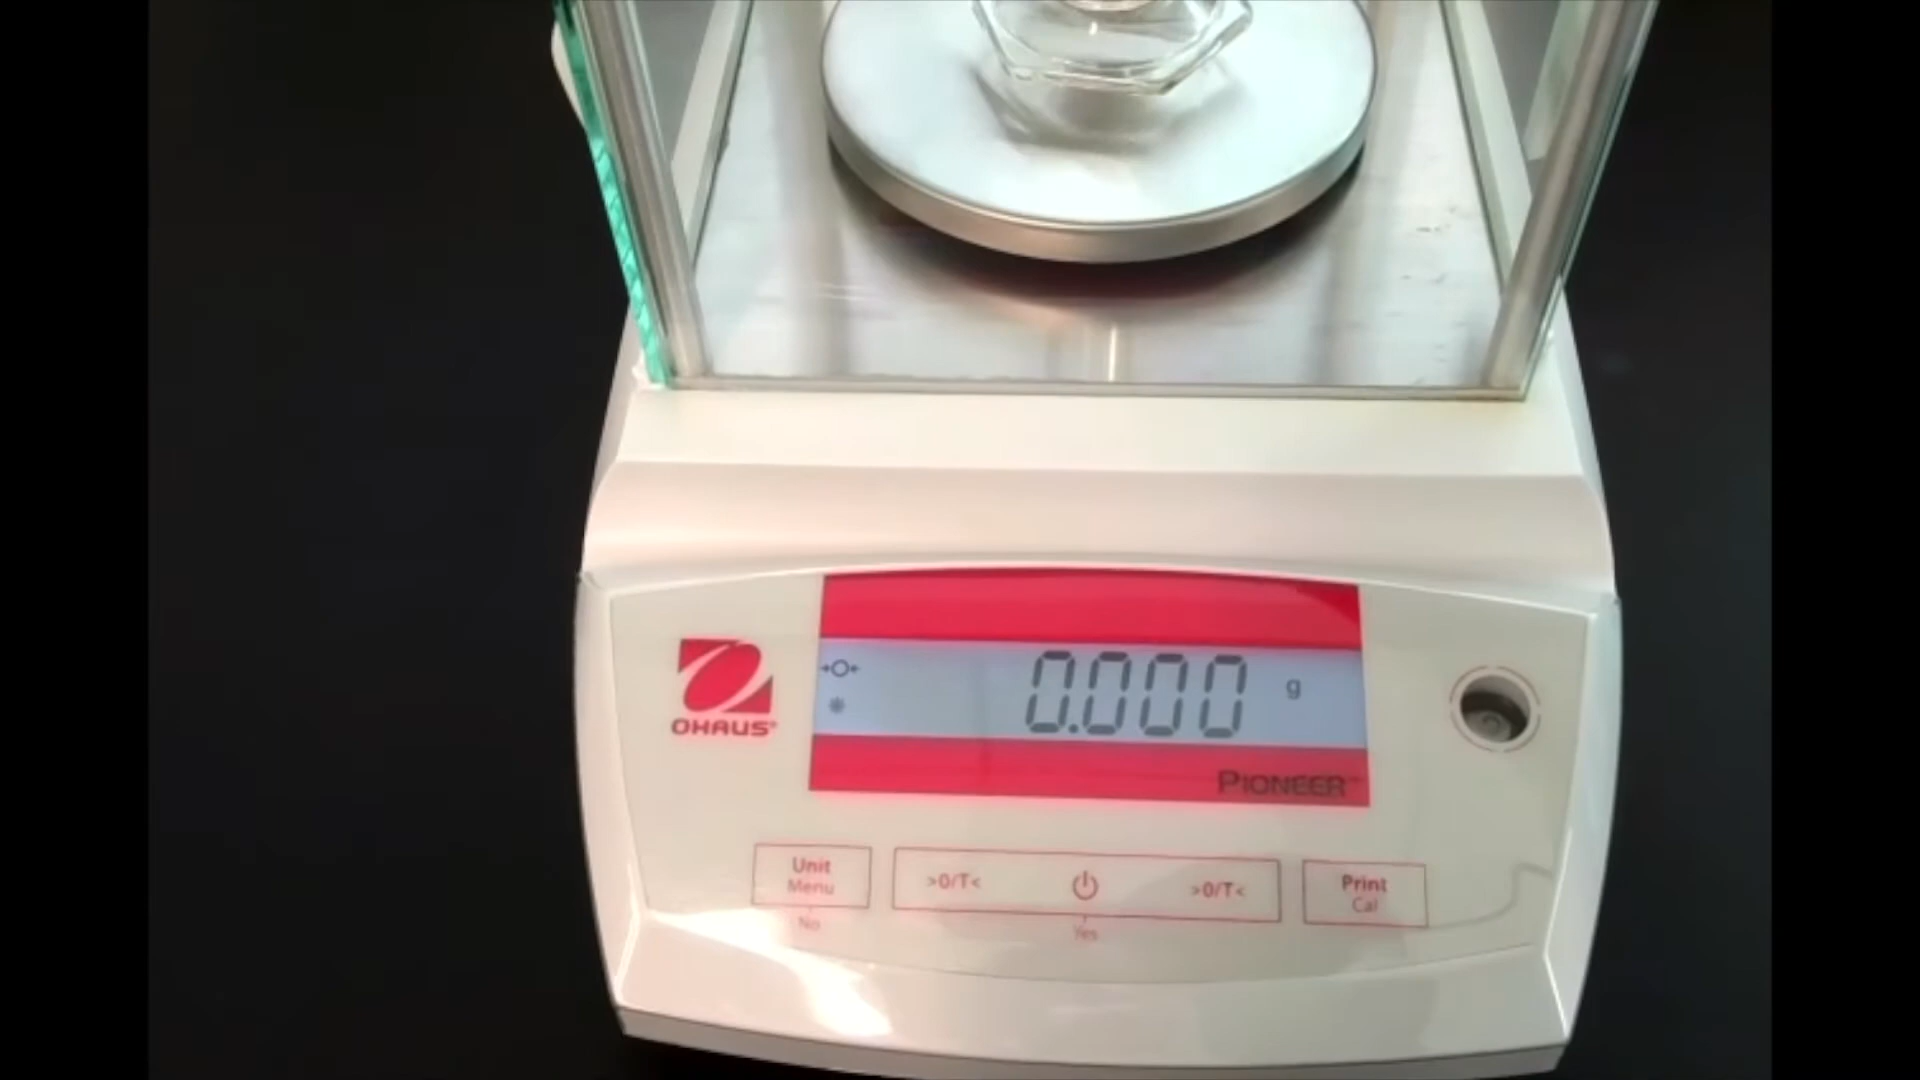 0.000 g
OHAUS
PIONEER
Unit
Menu
No
>0/T<
>0/T<
Yes
Print
Cal